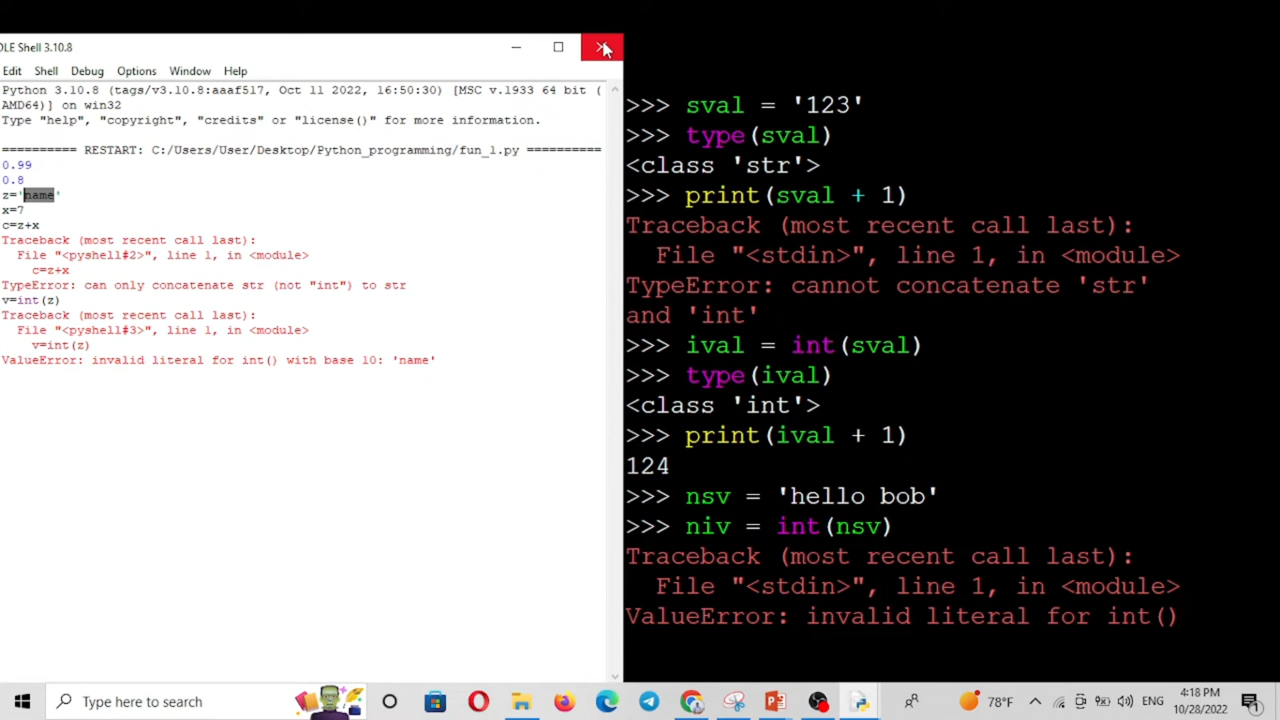 DLE Shell 3.10.8
Edit Shell Debug Options Window Help
Python 3.10.8 (tags/v3.10.8:aaaf517, Oct 11 2022, 16:50:30) [MSC v.1933 64 bit (
AMD64)] on win32
Type "help", "copyright", "credits" or "license()" for more information.
========== RESTART: C:/Users/User/Desktop/Python_programming/fun_1.py ==========
0.99
0.8
z='name'
x=7
c=z+x
Traceback (most recent call last):
File "<pyshell#2>", line 1, in <module>
c=z+x
TypeError: can only concatenate str (not "int") to str
v=int(z)
Traceback (most recent call last):
File "<pyshell#3>", line 1, in <module>
v=int(z)
ValueError: invalid literal for int() with base 10: 'name'
>>> sval = '123'
>>> type(sval)
<class 'str'>
>>> print(sval + 1)
Traceback (most recent call last):
File "<stdin>", line 1, in <module>
TypeError: cannot concatenate 'str'
and 'int'
>>> ival = int(sval)
>>> type(ival)
<class 'int'>
>>> print(ival + 1)
124
>>> nsv = 'hello bob'
>>> niv = int(nsv)
Traceback (most recent call last):
File "<stdin>", line 1, in <module>
ValueError: invalid literal for int()
Type here to search
78°F
ENG
4:18 PM
10/28/2022
1